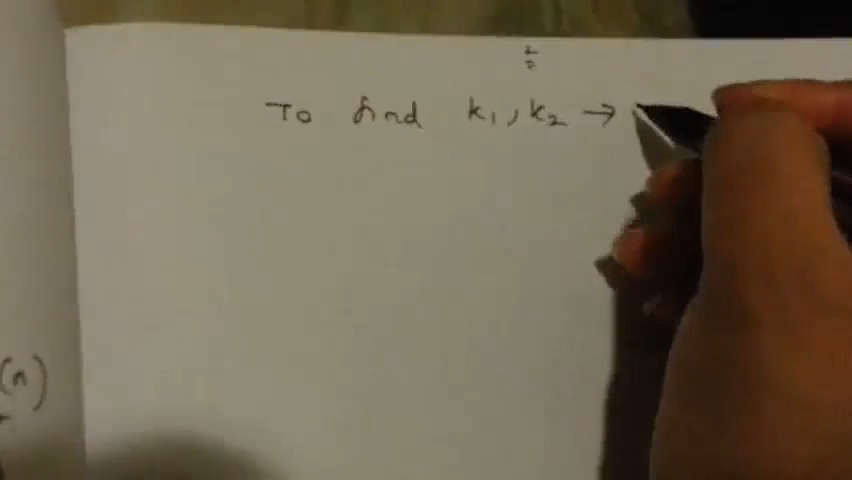 To find k1, k2 →
(n)